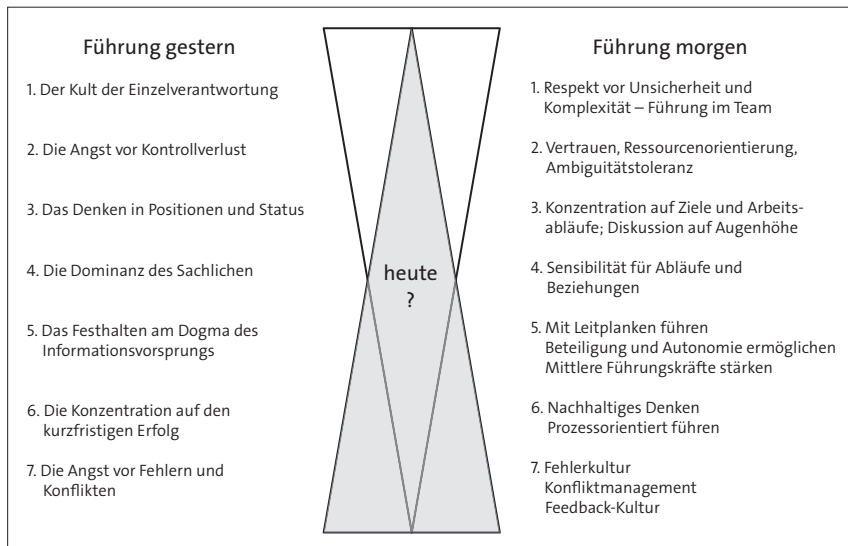 Führung gestern
1. Der Kult der Einzelverantwortung
2. Die Angst vor Kontrollverlust
3. Das Denken in Positionen und Status
4. Die Dominanz des Sachlichen
5. Das Festhalten am Dogma des
Informationsvorsprungs
6. Die Konzentration auf den
kurzfristigen Erfolg
7. Die Angst vor Fehlern und
Konflikten
heute
?
Führung morgen
1. Respekt vor Unsicherheit und
Komplexität – Führung im Team
2. Vertrauen, Ressourcenorientierung,
Ambiguitätstoleranz
3. Konzentration auf Ziele und Arbeits-
abläufe; Diskussion auf Augenhöhe
4. Sensibilität für Abläufe und
Beziehungen
5. Mit Leitplanken führen
Beteiligung und Autonomie ermöglichen
Mittlere Führungskräfte stärken
6. Nachhaltiges Denken
Prozessorientiert führen
7. Fehlerkultur
Konfliktmanagement
Feedback-Kultur